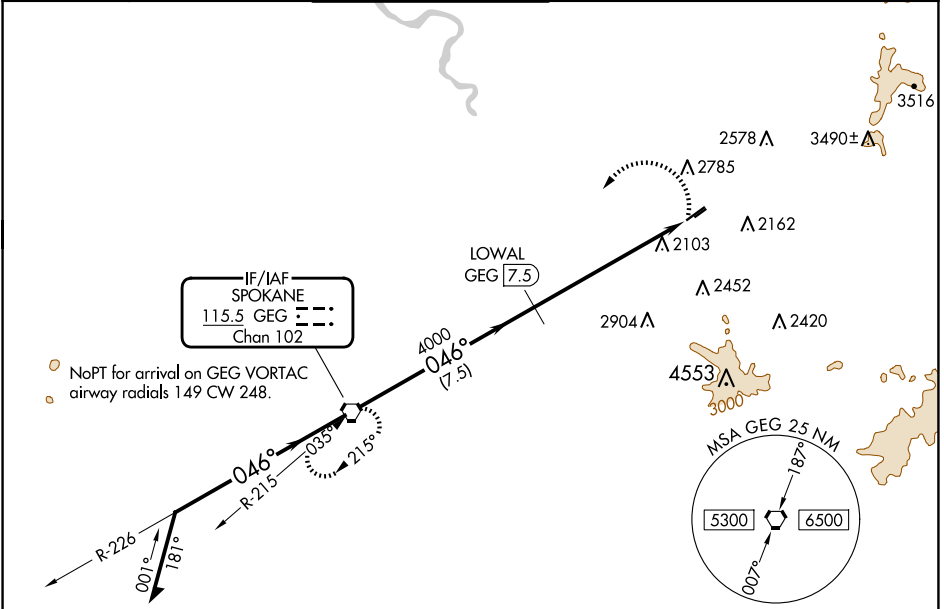 3516
2578
3490±
2785
2162
2103
LOWAL
GEG 7.5
IF/IAF
SPOKANE
115.5 GEG
Chan 102
2452
2904
2420
4000
046°
(7.5)
NoPT for arrival on GEG VORTAC
airway radials 149 CW 248.
4553
3000
046°
035°
215°
R-215
R-226
001°
181°
MSA GEG 25 NM
187°
5300
6500
007°